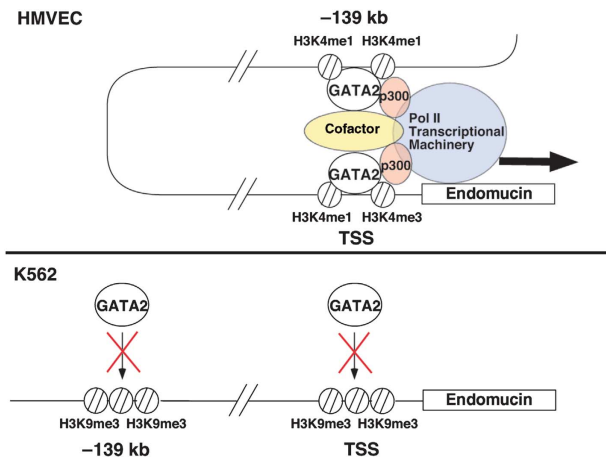 HMVEC
−139 kb
H3K4me1 H3K4me1
GATA2
p300
Cofactor
Pol II
Transcriptional
Machinery
p300
GATA2
Endomucin
H3K4me1 H3K4me3
TSS
K562
GATA2
GATA2
Endomucin
H3K9me3 H3K9me3
H3K9me3 H3K9me3
−139 kb
TSS